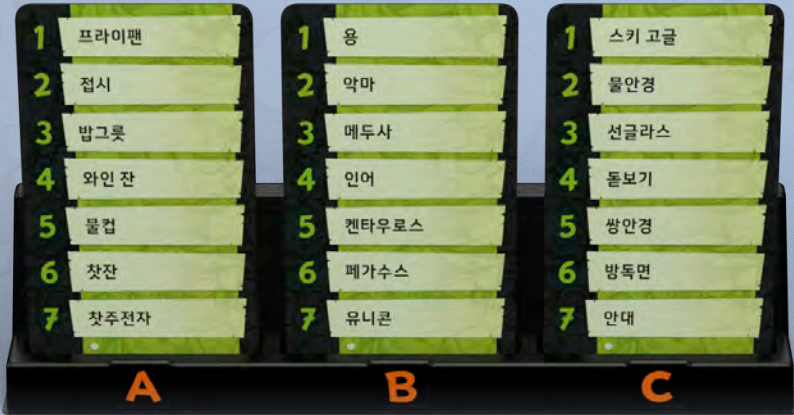 1 프라이팬
2 접시
3 밥그릇
4 와인 잔
5 물컵
6 찻잔
7 찻주전자
A
1 용
2 악마
3 메두사
4 인어
5 켄타우로스
6 페가수스
7 유니콘
B
1 스키 고글
2 물안경
3 선글라스
4 돋보기
5 쌍안경
6 방독면
7 안대
C